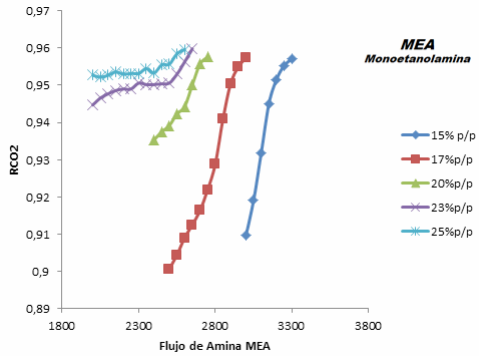 0,97
0,96
0,95
0,94
0,93
0,92
0,91
0,9
0,89
RCO2
1800 2300 2800 3300 3800
Flujo de Amina MEA
MEA
Monoetanolamina
15% p/p
17%p/p
20%p/p
23%p/p
25%p/p